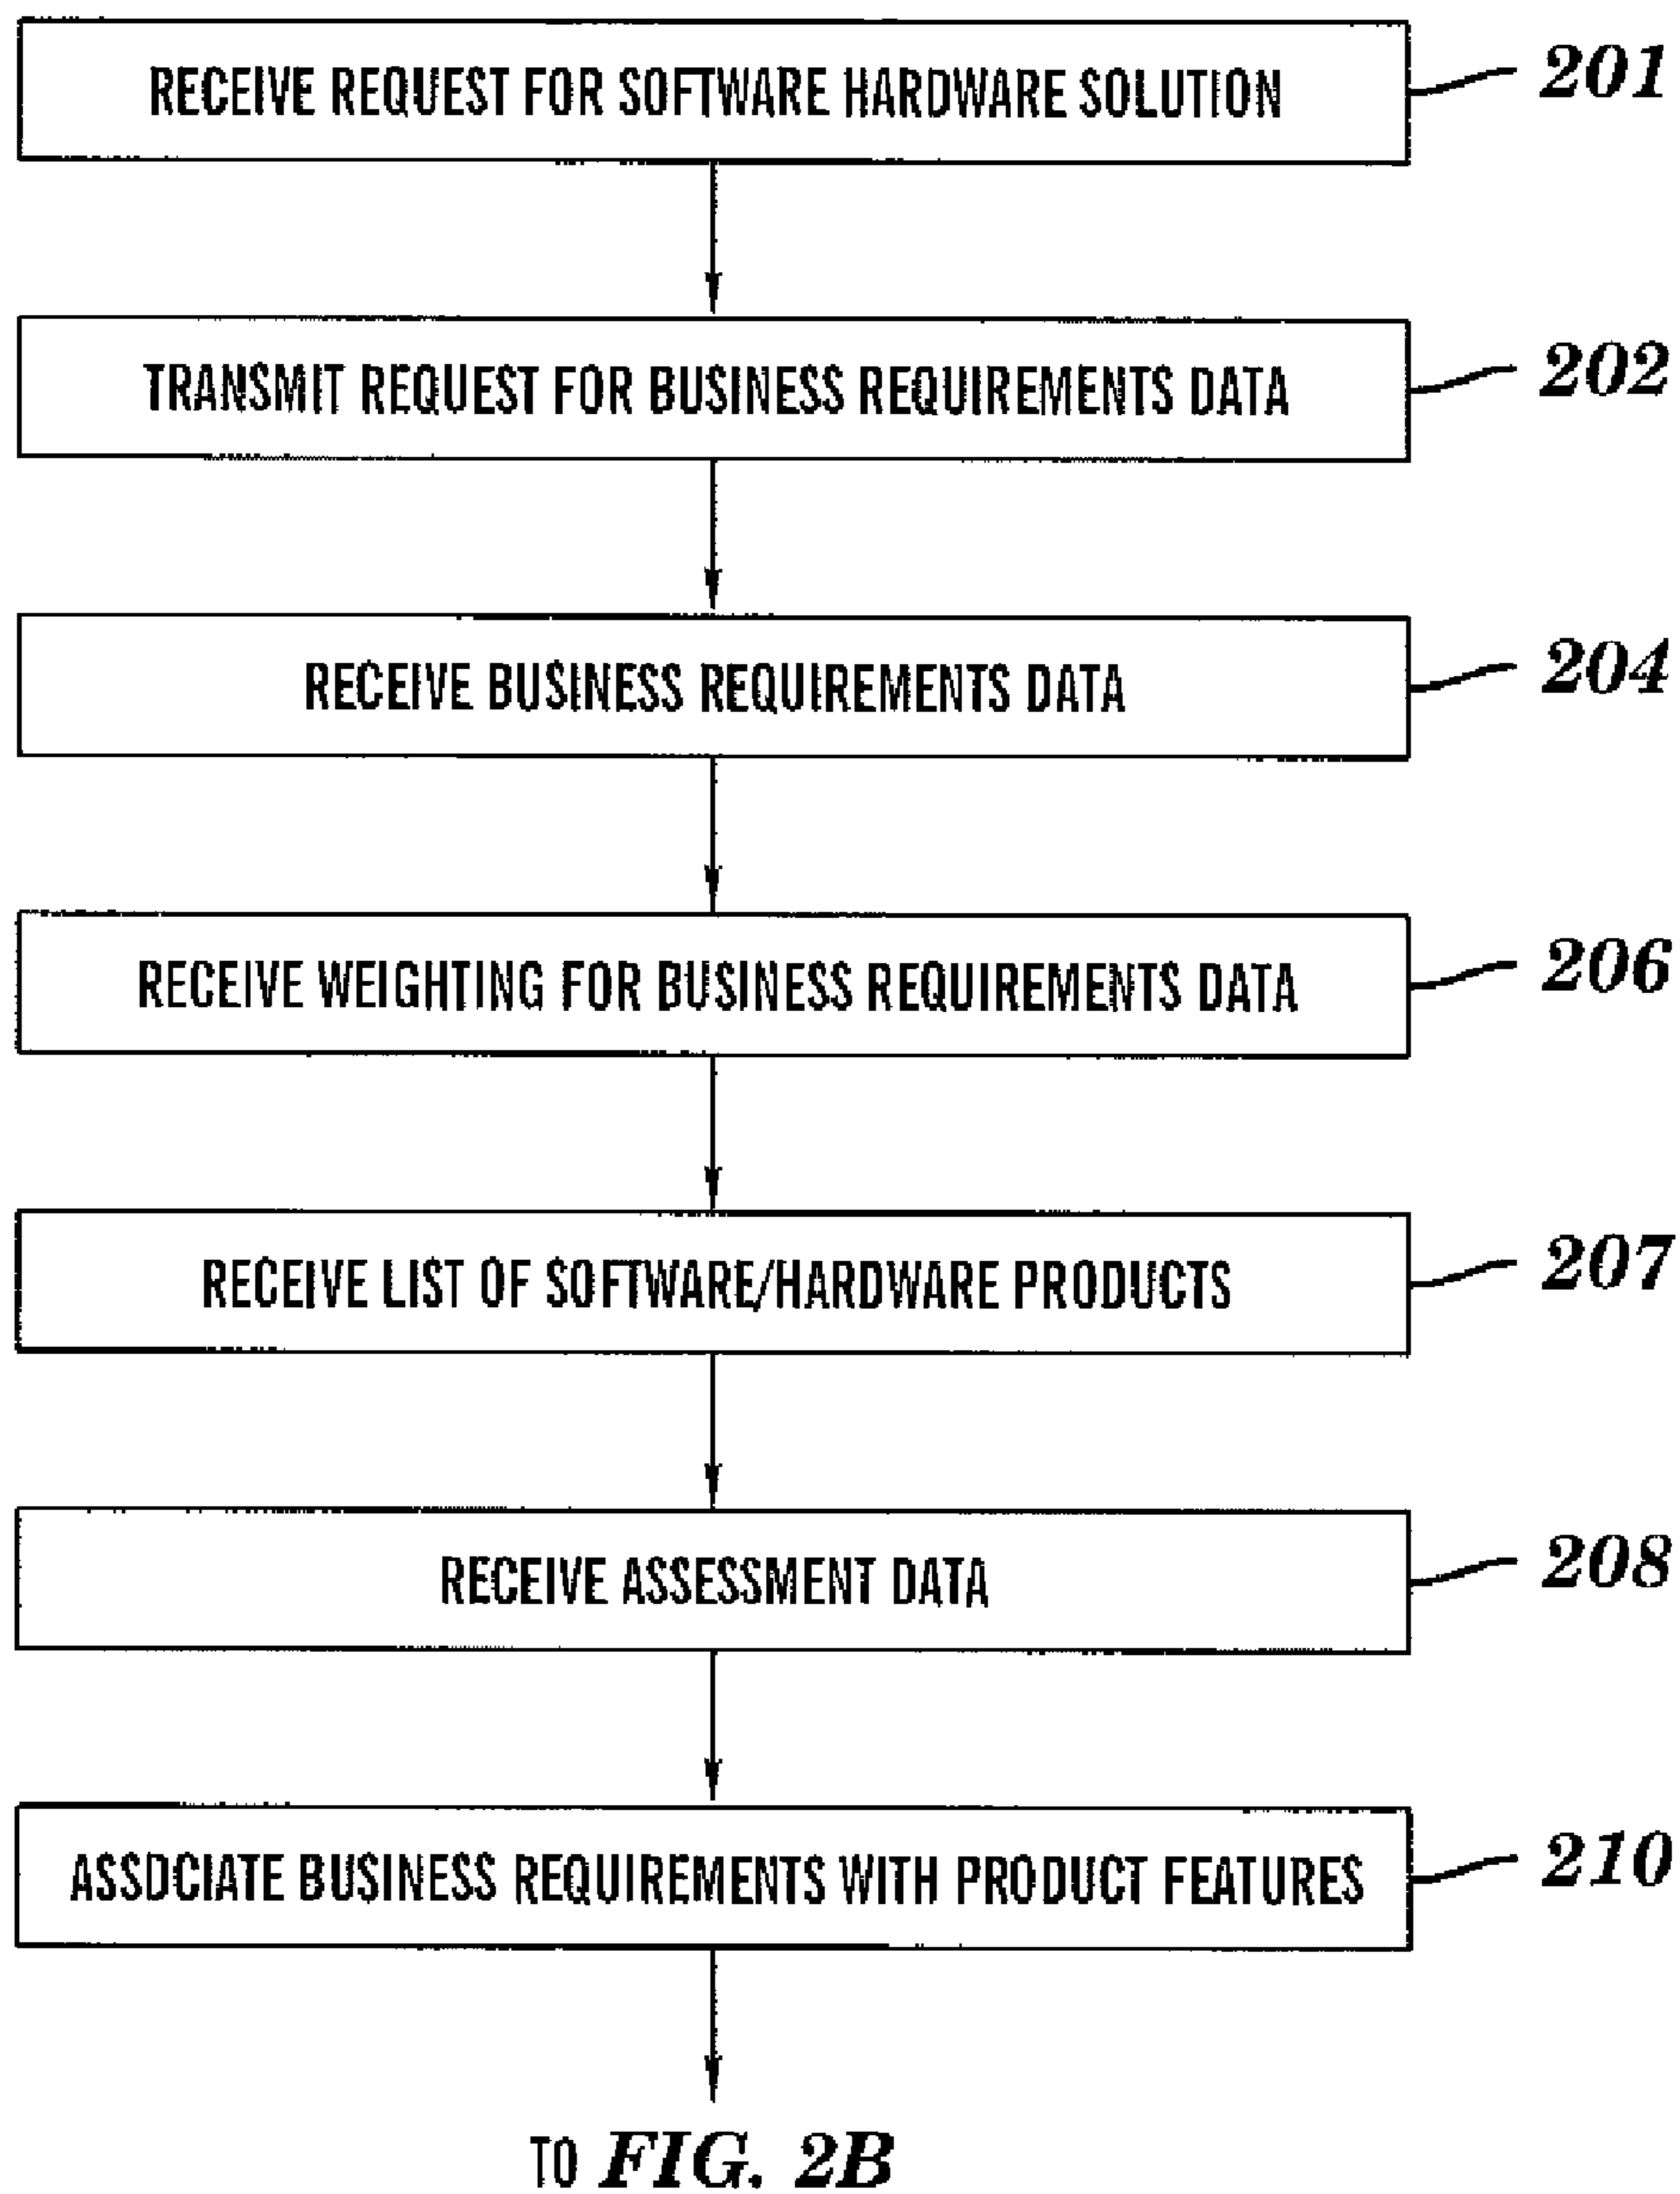 RECEIVE REQUEST FOR SOFTWARE HARDWARE SOLUTION 201
TRANSMIT REQUEST FOR BUSINESS REQUIREMENTS DATA 202
RECEIVE BUSINESS REQUIREMENTS DATA 204
RECEIVE WEIGHTING FOR BUSINESS REQUIREMENTS DATA 206
RECEIVE LIST OF SOFTWARE/HARDWARE PRODUCTS 207
RECEIVE ASSESSMENT DATA 208
ASSDCIATE BUSINESS REQUIREMENTS WITH PRODUCT FEATURES 210
TO FIG. 2B